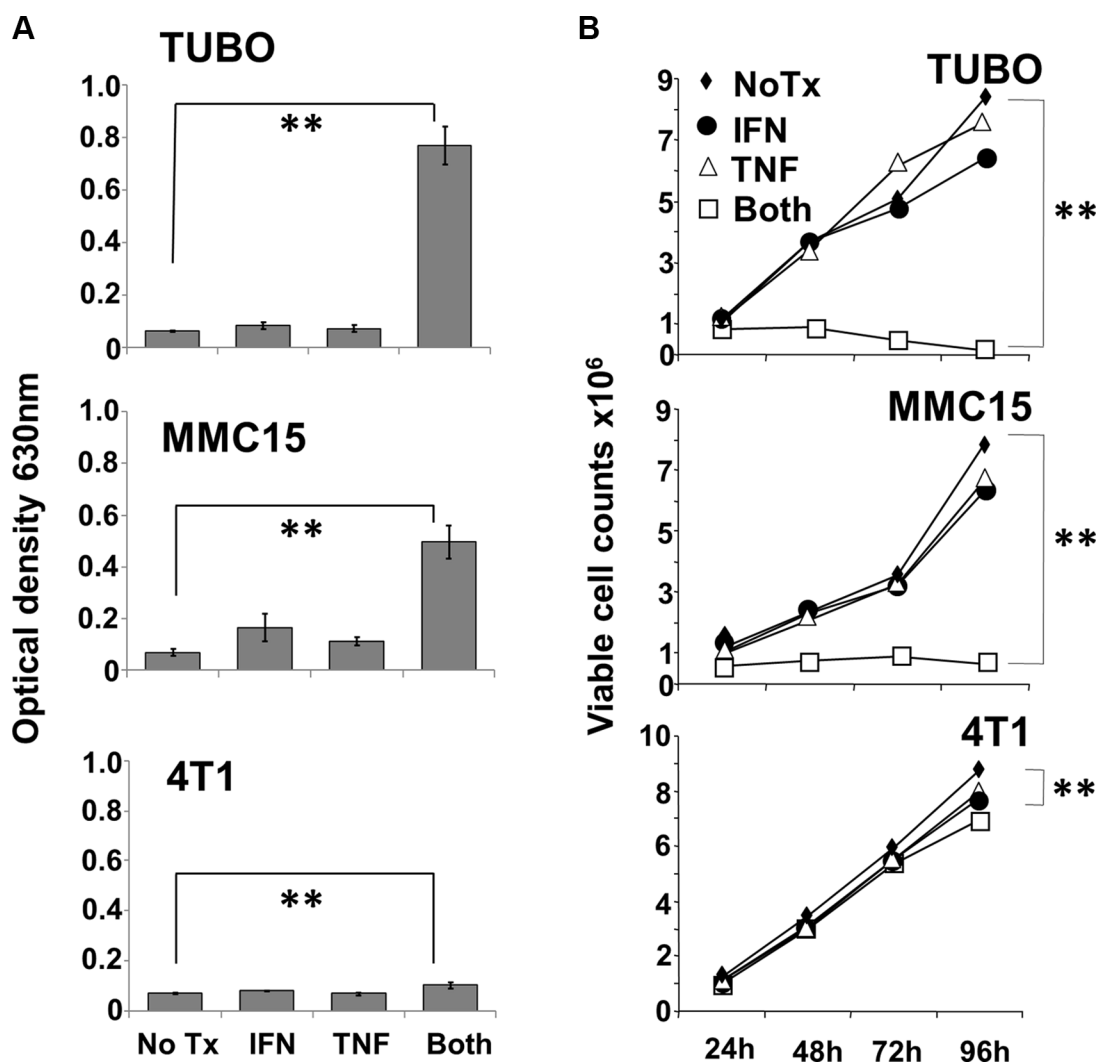 A
TUBO
1.0
0.8
0.6
0.4
0.2
0
**
MMC15
1.0
0.8
0.6
0.4
0.2
0
**
4T1
1.0
0.8
0.6
0.4
0.2
0
**
No Tx IFN TNF Both
Optical density 630nm
B
TUBO
NoTx
IFN
TNF
Both
9
7
5
3
1
0
**
MMC15
9
7
5
3
1
0
**
4T1
10
8
6
4
2
0
**
24h 48h 72h 96h
Viable cell counts x10⁶